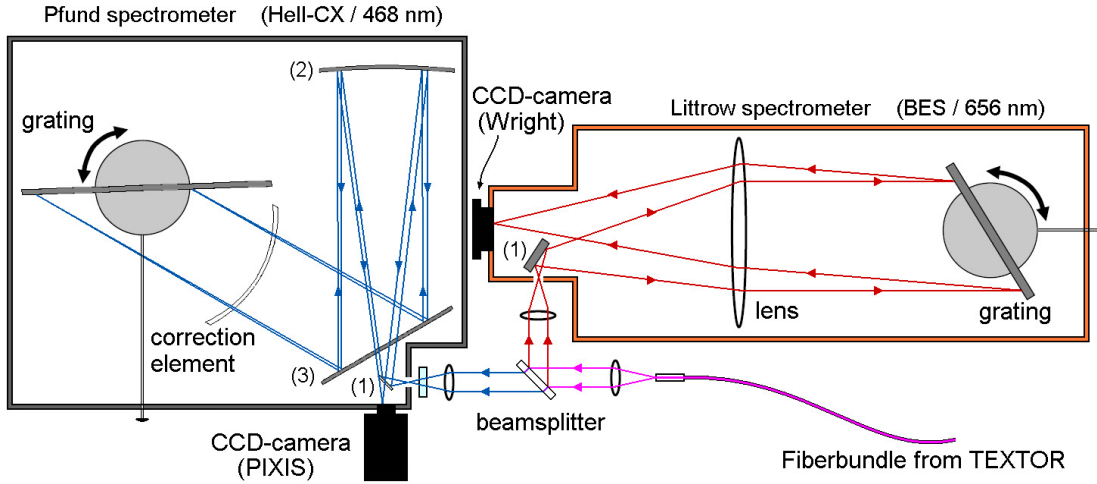 Pfund spectrometer (HeII-CX / 468 nm)
(2)
grating
CCD-camera
(Wright)
Littrow spectrometer (BES / 656 nm)
(1)
lens
grating
correction
element
(3)
(1)
beamsplitter
CCD-camera
(PIXIS)
Fiberbundle from TEXTOR